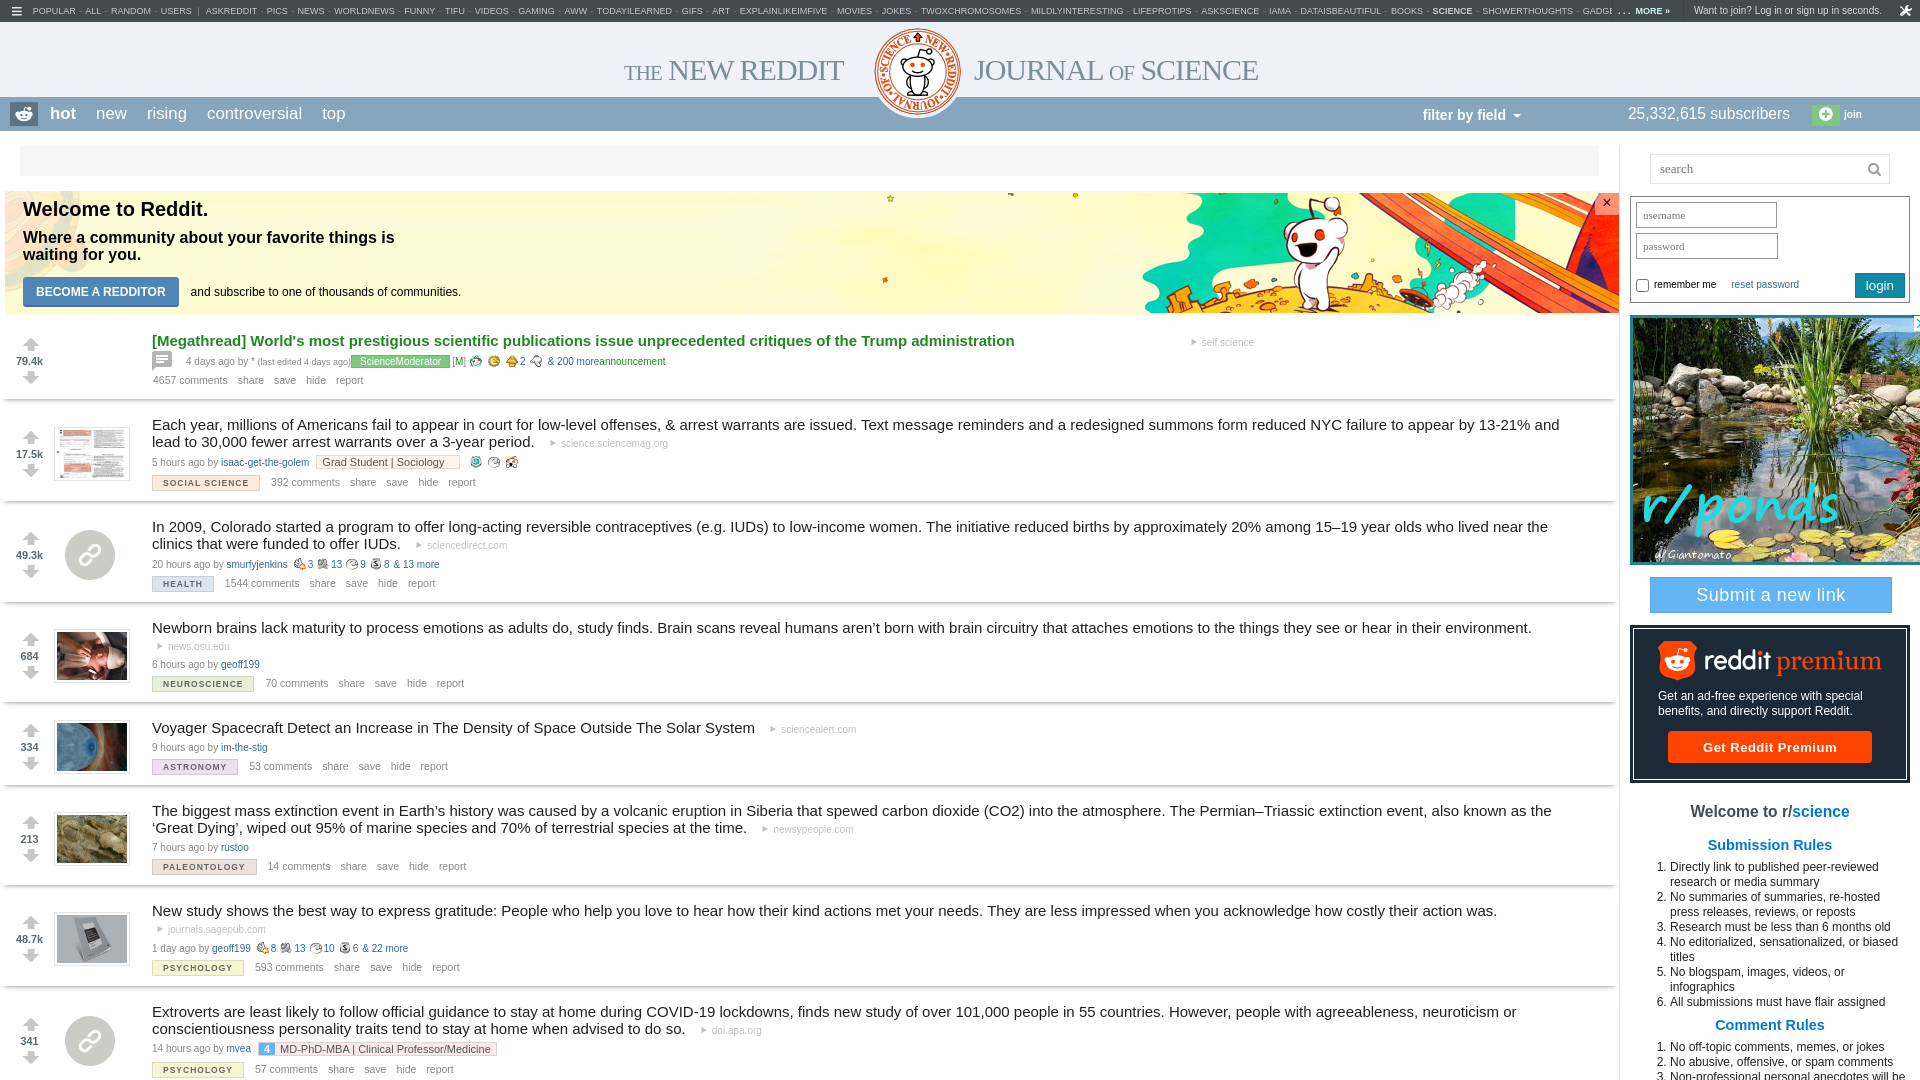 POPULAR - ALL - RANDOM - USERS | ASKREDDIT - PICS - NEWS - WORLDNEWS - FUNNY - TIFU - VIDEOS - GAMING - AWW - TODAYILEARNED - GIFS - ART - EXPLAINLIKEIMFIVE - MOVIES - JOKES - TWOXCHROMOSOMES - MILDLYINTERESTING - LIFEPROTIPS - ASKSCIENCE - IAMA - DATAISBEAUTIFUL - BOOKS - SCIENCE - SHOWERTHOUGHTS - GADGE ... MORE »
Want to join? Log in or sign up in seconds.
THE NEW REDDIT JOURNAL OF SCIENCE
NEW·REDDIT·JOURNAL·OF·SCIENCE
hot new rising controversial top
filter by field
25,332,615 subscribers
join
Welcome to Reddit.
Where a community about your favorite things is
waiting for you.
BECOME A REDDITOR and subscribe to one of thousands of communities.
×
79.4k
[Megathread] World's most prestigious scientific publications issue unprecedented critiques of the Trump administration
self.science
4 days ago by * (last edited 4 days ago) ScienceModerator [M] 2 & 200 more announcement
4657 comments share save hide report
17.5k
Each year, millions of Americans fail to appear in court for low-level offenses, & arrest warrants are issued. Text message reminders and a redesigned summons form reduced NYC failure to appear by 13-21% and
lead to 30,000 fewer arrest warrants over a 3-year period. science.sciencemag.org
5 hours ago by isaac-get-the-golem Grad Student | Sociology
SOCIAL SCIENCE 392 comments share save hide report
49.3k
In 2009, Colorado started a program to offer long-acting reversible contraceptives (e.g. IUDs) to low-income women. The initiative reduced births by approximately 20% among 15–19 year olds who lived near the
clinics that were funded to offer IUDs. sciencedirect.com
20 hours ago by smurfyjenkins 3 13 9 8 & 13 more
HEALTH 1544 comments share save hide report
684
Newborn brains lack maturity to process emotions as adults do, study finds. Brain scans reveal humans aren’t born with brain circuitry that attaches emotions to the things they see or hear in their environment.
news.osu.edu
6 hours ago by geoff199
NEUROSCIENCE 70 comments share save hide report
334
Voyager Spacecraft Detect an Increase in The Density of Space Outside The Solar System sciencealert.com
9 hours ago by im-the-stig
ASTRONOMY 53 comments share save hide report
213
The biggest mass extinction event in Earth’s history was caused by a volcanic eruption in Siberia that spewed carbon dioxide (CO2) into the atmosphere. The Permian–Triassic extinction event, also known as the
‘Great Dying’, wiped out 95% of marine species and 70% of terrestrial species at the time. newsypeople.com
7 hours ago by rustoo
PALEONTOLOGY 14 comments share save hide report
48.7k
New study shows the best way to express gratitude: People who help you love to hear how their kind actions met your needs. They are less impressed when you acknowledge how costly their action was.
journals.sagepub.com
1 day ago by geoff199 8 13 10 6 & 22 more
PSYCHOLOGY 593 comments share save hide report
341
Extroverts are least likely to follow official guidance to stay at home during COVID-19 lockdowns, finds new study of over 101,000 people in 55 countries. However, people with agreeableness, neuroticism or
conscientiousness personality traits tend to stay at home when advised to do so. doi.apa.org
14 hours ago by mvea 4 MD-PhD-MBA | Clinical Professor/Medicine
PSYCHOLOGY 57 comments share save hide report
search
username
password
remember me reset password login
r/ponds
u/Giantomato
Submit a new link
reddit premium
Get an ad-free experience with special
benefits, and directly support Reddit.
Get Reddit Premium
Welcome to r/science
Submission Rules
1. Directly link to published peer-reviewed
research or media summary
2. No summaries of summaries, re-hosted
press releases, reviews, or reposts
3. Research must be less than 6 months old
4. No editorialized, sensationalized, or biased
titles
5. No blogspam, images, videos, or
infographics
6. All submissions must have flair assigned
Comment Rules
1. No off-topic comments, memes, or jokes
2. No abusive, offensive, or spam comments
3. Non-professional personal anecdotes will be